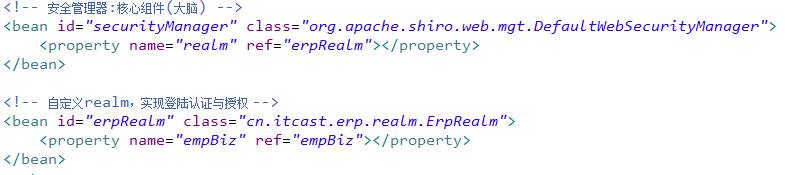 <!-- 安全管理器:核心组件(大脑) -->
<bean id="securityManager" class="org.apache.shiro.web.mgt.DefaultWebSecurityManager">
    <property name="realm" ref="erpRealm"></property>
</bean>

<!-- 自定义realm，实现登陆认证与授权 -->
<bean id="erpRealm" class="cn.itcast.erp.realm.ErpRealm">
    <property name="empBiz" ref="empBiz"></property>
</bean>